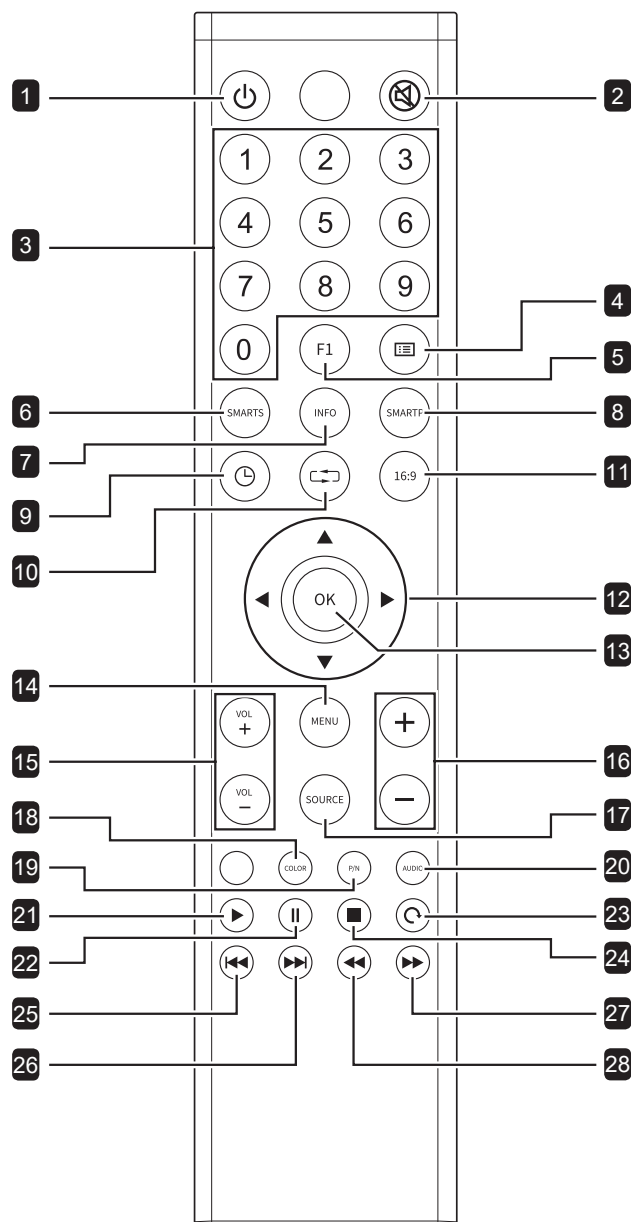 1
2
1 2 3
4 5 6
3
7 8 9
4
0 F1
5
6
SMARTS INFO SMARTP
8
7
16:9
11
9
10
OK
12
13
14
VOL +
MENU
+
15
16
VOL −
SOURCE
−
18
17
19
COLOR P/N AUDIO
20
21
23
22
24
25
27
26
28